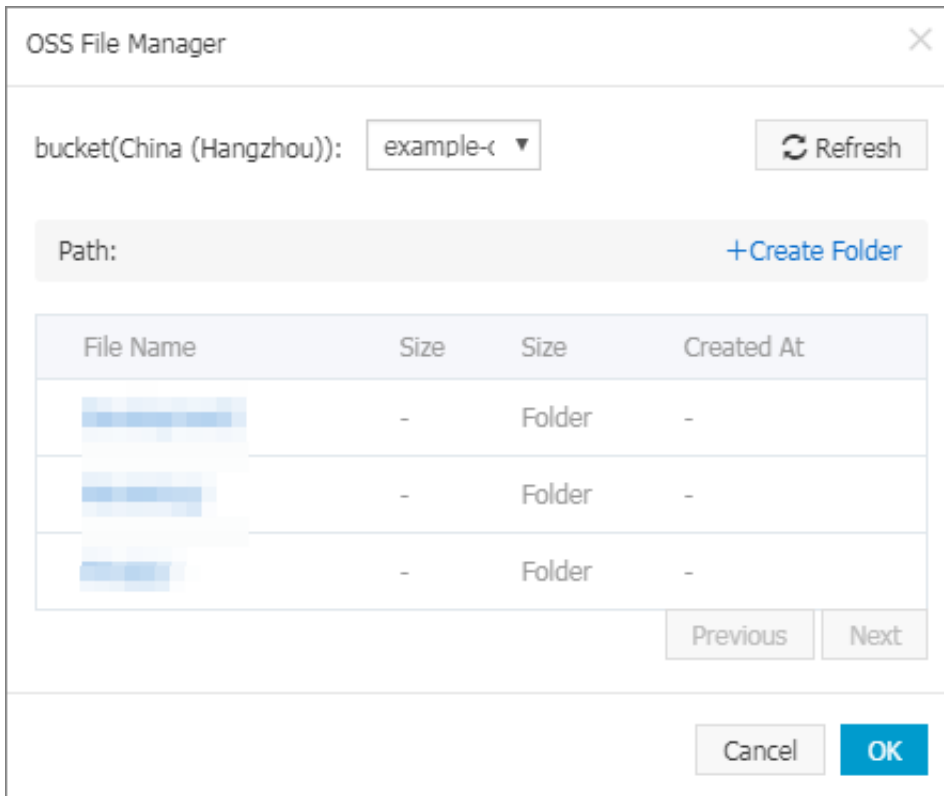 OSS File Manager
bucket(China (Hangzhou)): Refresh
Path: +Create Folder
File Name Size Size Created At
- Folder -
- Folder -
- Folder -
Previous Next
Cancel OK